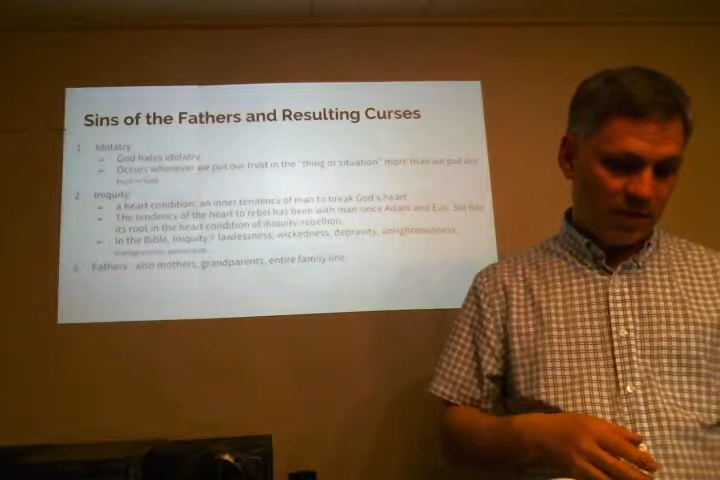 Sins of the Fathers and Resulting Curses
1 Idolatry
God hates idolatry
Occurs whenever we put our trust in the "thing or situation" more than we put our
trust in God
2 Iniquity
a heart condition, an inner tendency of man to break God's heart
The tendency of the heart to rebel has been with man since Adam and Eve. Sin has
its root in the heart condition of iniquity/rebellion.
In the Bible, iniquity = lawlessness, wickedness, depravity, unrighteousness,
3 Fathers also mothers, grandparents, entire family line